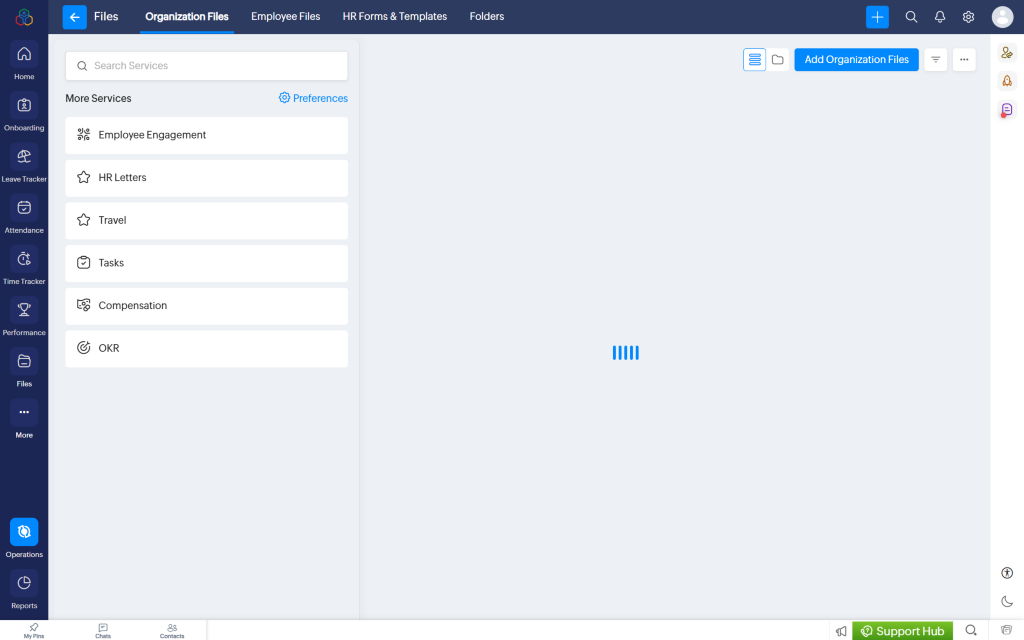 Files
Organization Files
Employee Files
HR Forms & Templates
Folders
Home
Onboarding
Leave Tracker
Attendance
Time Tracker
Performance
Files
More
Operations
Reports
Search Services
More Services
Preferences
Employee Engagement
HR Letters
Travel
Tasks
Compensation
OKR
Add Organization Files
My Pins
Chats
Contacts
Support Hub